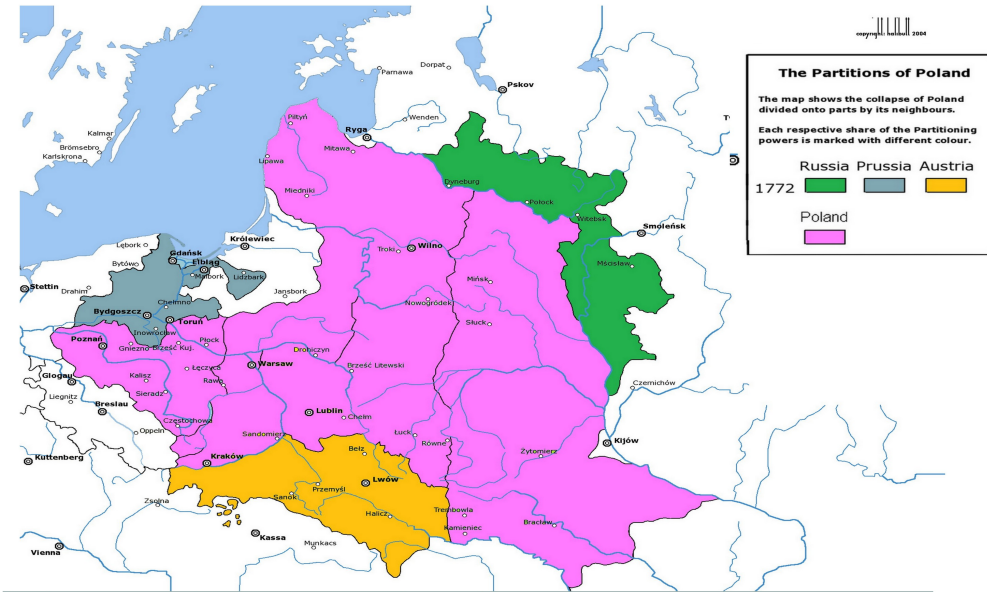 copyright: halibutt 2004
The Partitions of Poland
The map shows the collapse of Poland
divided onto parts by its neighbours.
Each respective share of the Partitioning
powers is marked with different colour.
Russia Prussia Austria
1772
Poland
Parnawa
Dorpat
Pskov
Piltyń
Wenden
Ryga
Kalmar
Mitawa
Brömsebro
Karlskrona
Lipawa
Dyneburg
Miedniki
Połock
Witebsk
Smoleńsk
Lębork
Królewiec
Troki
Wilno
Gdańsk
Bytów
Elbląg
Mścisław
Malbork
Lidzbark
Mińsk
Stettin
Drahim
Jansbork
Chełmno
Nowogródek
Bydgoszcz
Toruń
Słuck
Inowrocław
Poznań
Gniezno
Brześć Kuj.
Płock
Drohiczyn
Warsaw
Łęczyca
Brześć Litewski
Kalisz
Rawa
Glogau
Sieradz
Czernichów
Liegnitz
Breslau
Lublin
Chełm
Częstochowa
Oppeln
Sandomierz
Łuck
Równe
Kijów
Bełz
Żytomierz
Kuttenberg
Kraków
Lwów
Przemyśl
Sanok
Zsolna
Halicz
Trembowla
Bracław
Kamieniec
Kassa
Munkacs
Vienna